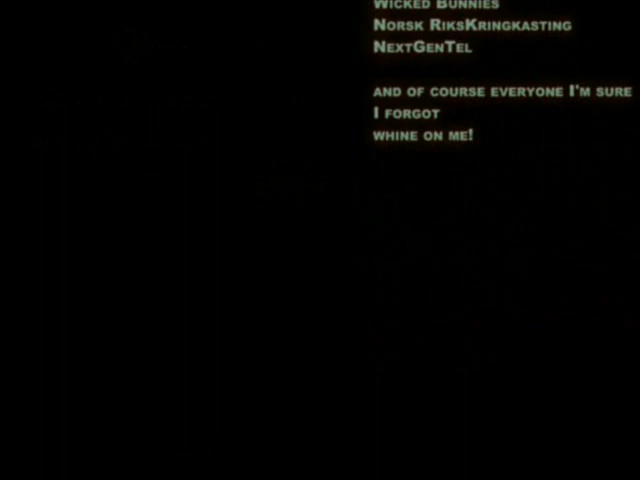 Wicked Bunnies
Norsk RiksKringkasting
NextGenTel
and of course everyone I'm sure
I forgot
whine on me!